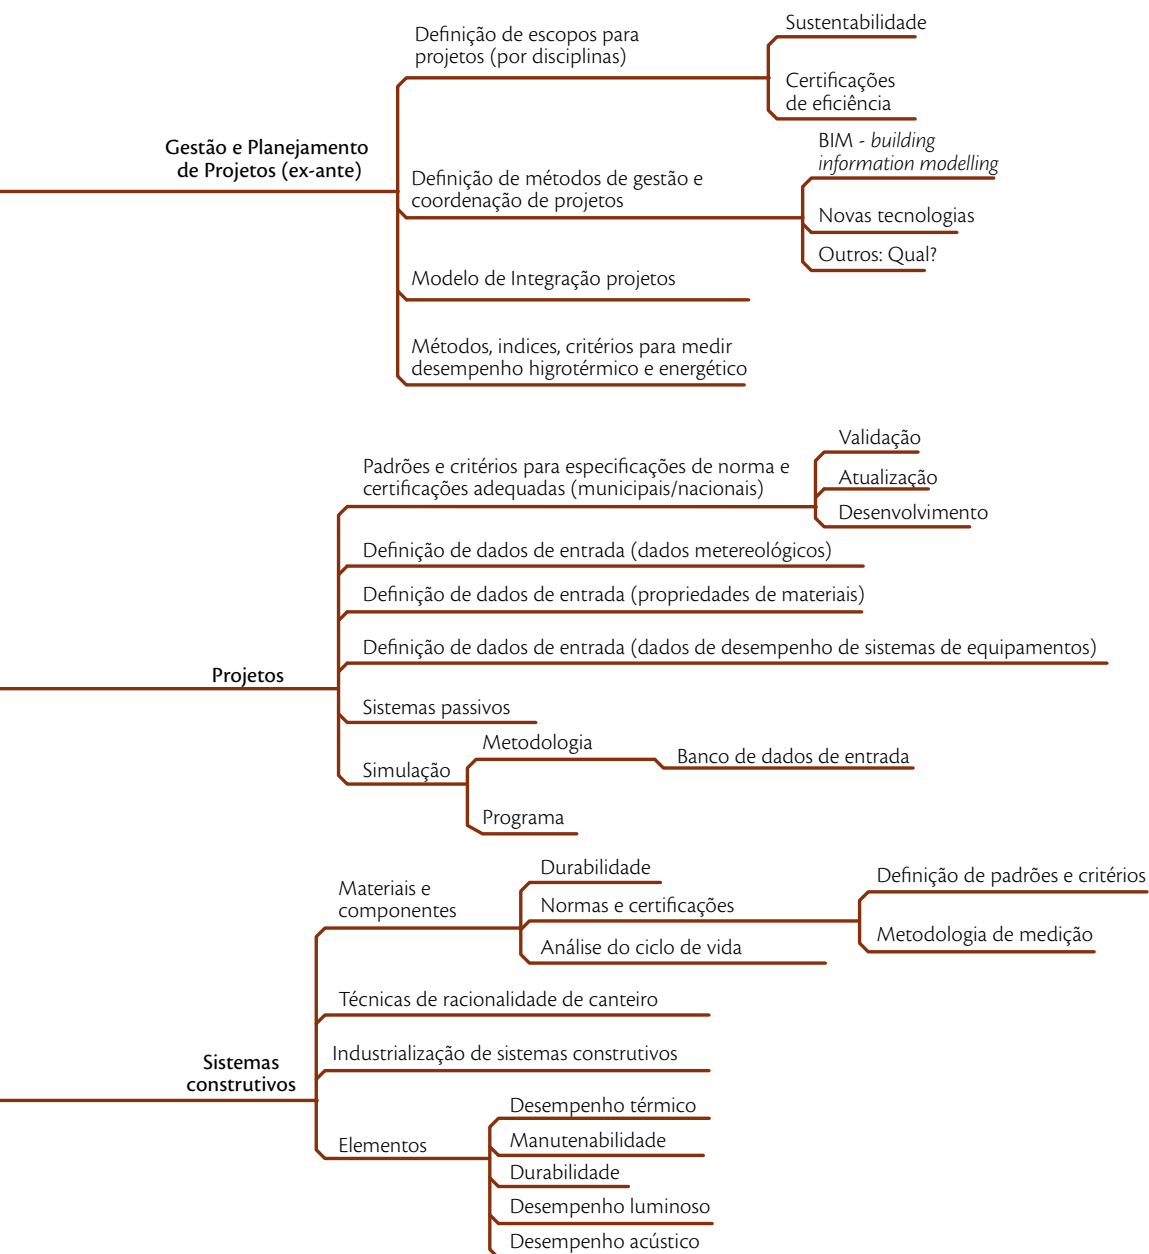 Gestão e Planejamento
de Projetos (ex-ante)
Definição de escopos para
projetos (por disciplinas)
Sustentabilidade
Certificações
de eficiência
Definição de métodos de gestão e
coordenação de projetos
BIM - building
information modelling
Novas tecnologias
Outros: Qual?
Modelo de Integração projetos
Métodos, indices, critérios para medir
desempenho higrotérmico e energético
Projetos
Padrões e critérios para especificações de norma e
certificações adequadas (municipais/nacionais)
Validação
Atualização
Desenvolvimento
Definição de dados de entrada (dados metereológicos)
Definição de dados de entrada (propriedades de materiais)
Definição de dados de entrada (dados de desempenho de sistemas de equipamentos)
Sistemas passivos
Simulação
Metodologia
Banco de dados de entrada
Programa
Sistemas
construtivos
Materiais e
componentes
Durabilidade
Normas e certificações
Definição de padrões e critérios
Metodologia de medição
Análise do ciclo de vida
Técnicas de racionalidade de canteiro
Industrialização de sistemas construtivos
Elementos
Desempenho térmico
Manutenabilidade
Durabilidade
Desempenho luminoso
Desempenho acústico